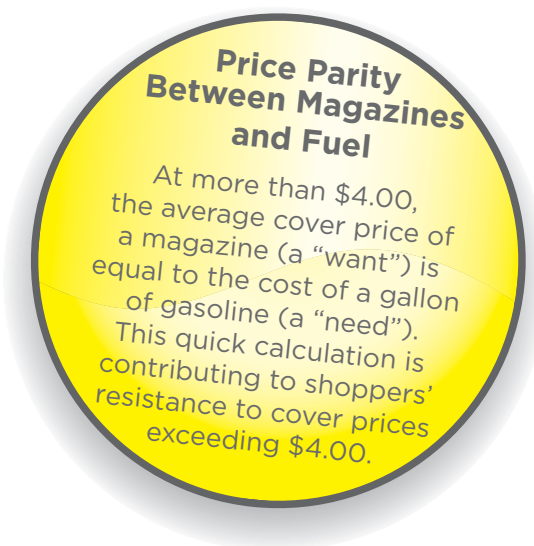 Price Parity
Between Magazines
and Fuel
At more than $4.00,
the average cover price of
a magazine (a “want”) is
equal to the cost of a gallon
of gasoline (a “need”).
This quick calculation is
contributing to shoppers’
resistance to cover prices
exceeding $4.00.